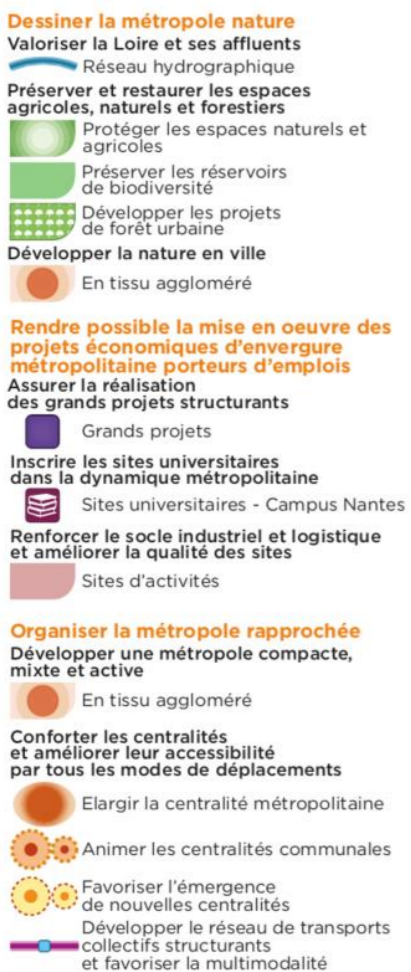 Dessiner la métropole nature
Valoriser la Loire et ses affluents
Réseau hydrographique
Préserver et restaurer les espaces
agricoles, naturels et forestiers
Protéger les espaces naturels et
agricoles
Préserver les réservoirs
de biodiversité
Développer les projets
de forêt urbaine
Développer la nature en ville
En tissu aggloméré
Rendre possible la mise en oeuvre des
projets économiques d'envergure
métropolitaine porteurs d'emplois
Assurer la réalisation
des grands projets structurants
Grands projets
Inscrire les sites universitaires
dans la dynamique métropolitaine
Sites universitaires - Campus Nantes
Renforcer le socle industriel et logistique
et améliorer la qualité des sites
Sites d'activités
Organiser la métropole rapprochée
Développer une métropole compacte,
mixte et active
En tissu aggloméré
Conforter les centralités
et améliorer leur accessibilité
par tous les modes de déplacements
Elargir la centralité métropolitaine
Animer les centralités communales
Favoriser l'émergence
de nouvelles centralités
Développer le réseau de transports
collectifs structurants
et favoriser la multimodalité